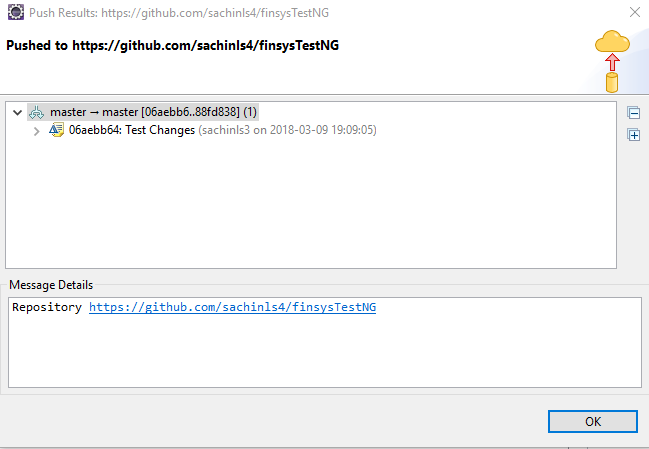 Push Results: https://github.com/sachinls4/finsysTestNG
Pushed to https://github.com/sachinls4/finsysTestNG
master → master [06aebb6..88fd838] (1)
06aebb64: Test Changes (sachinls3 on 2018-03-09 19:09:05)
Message Details
Repository https://github.com/sachinls4/finsysTestNG
OK